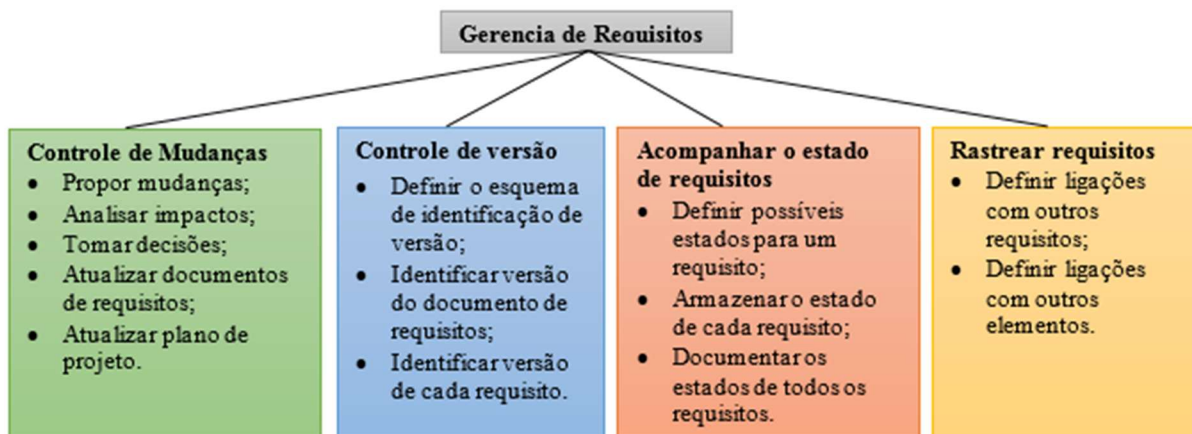 Gerencia de Requisitos
Controle de Mudanças
• Propor mudanças;
• Analisar impactos;
• Tomar decisões;
• Atualizar documentos
de requisitos;
• Atualizar plano de
projeto.
Controle de versão
• Definir o esquema
de identificação de
versão;
• Identificar versão
do documento de
requisitos;
• Identificar versão
de cada requisito.
Acompanhar o estado
de requisitos
• Definir possíveis
estados para um
requisito;
• Armazenar o estado
de cada requisito;
• Documentar os
estados de todos os
requisitos.
Rastrear requisitos
• Definir ligações
com outros
requisitos;
• Definir ligações
com outros
elementos.